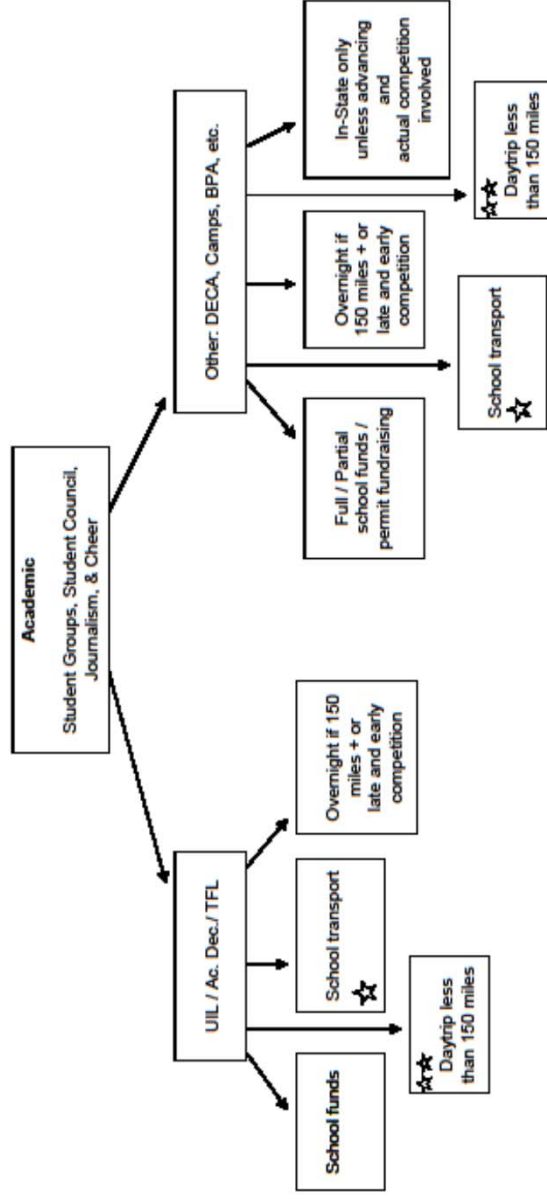 Academic
Student Groups, Student Council,
Journalism, & Cheer
UIL / Ac. Dec./ TFL
Other: DECA, Camps, BPA, etc.
School funds
Daytrip less
than 150 miles
School transport
Overnight if 150
miles + or
late and early
competition
Full / Partial
school funds /
permit fundraising
School transport
Overnight if
150 miles + or
late and early
competition
Daytrip less
than 150 miles
In-State only
unless advancing
and
actual competition
involved